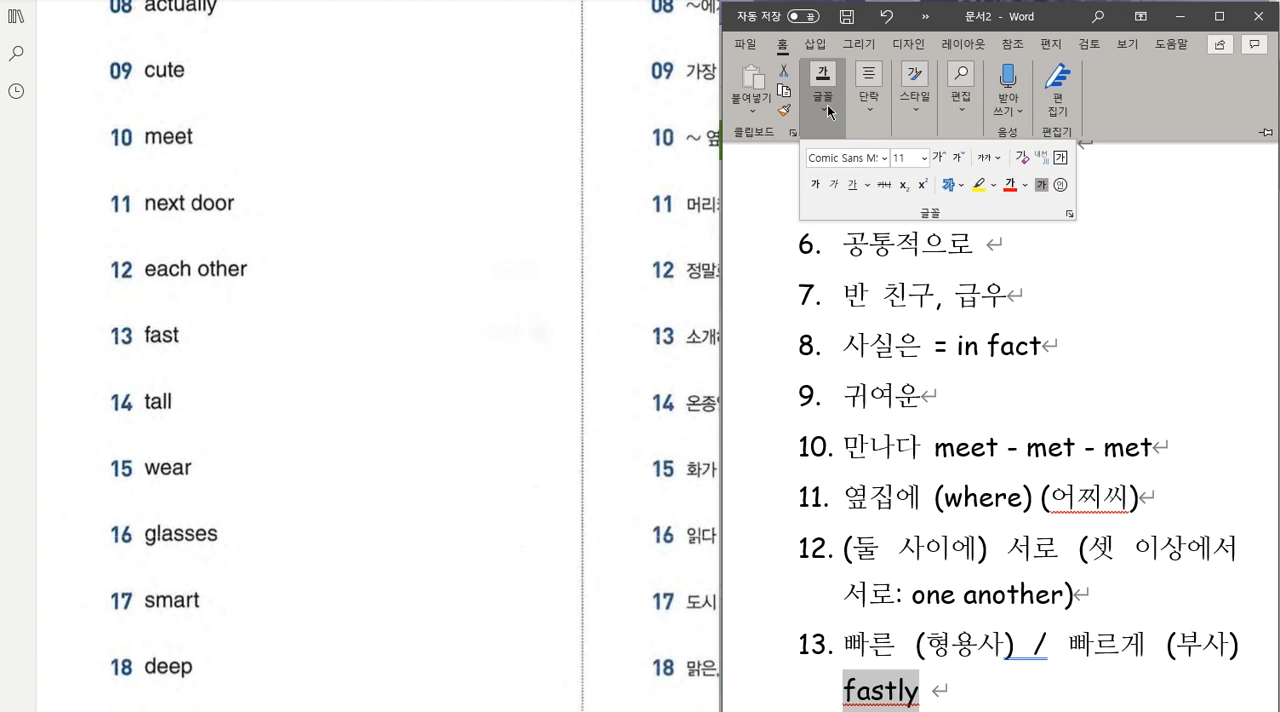 08 actually
09 cute
10 meet
11 next door
12 each other
13 fast
14 tall
15 wear
16 glasses
17 smart
18 deep
08 ~에
09 가장
10 ~ 옆
11 머리
12 정말
13 소개
14 온종
15 화가
16 읽다
17 도시
18 맑은,
자동 저장 문서2 - Word
파일 홈 삽입 그리기 디자인 레이아웃 참조 편지 검토 보기 도움말
붙여넣기 글꼴 단락 스타일 편집 받아쓰기 편집기
클립보드 음성 편집기
Comic Sans M 11
글꼴
6. 공통적으로
7. 반 친구, 급우
8. 사실은 = in fact
9. 귀여운
10. 만나다 meet - met - met
11. 옆집에 (where) (어찌씨)
12. (둘 사이에) 서로 (셋 이상에서
서로: one another)
13. 빠른 (형용사) / 빠르게 (부사)
fastly